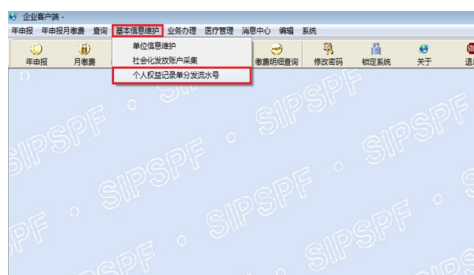 企业客户端 -
年申报 年申报月缴费 查询 基本信息维护 业务办理 医疗管理 消息中心 编辑 系统
单位信息维护
社会化发放账户采集
个人权益记录单分发流水号
年申报 月缴费 缴费明细查询 修改密码 锁定系统 关于
SIPSPF SIPSPF
SIPSPF SIPSPF SIPSPF
SIPSPF SIPSPF